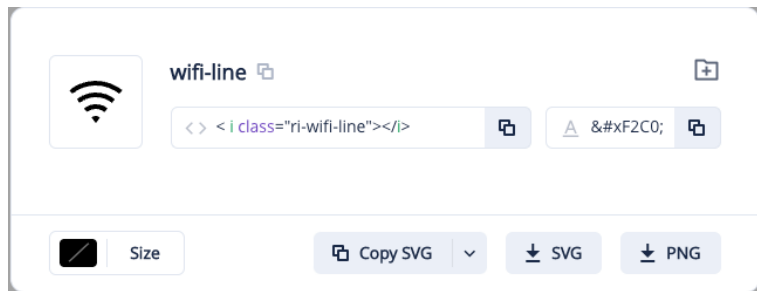 wifi-line
< i class="ri-wifi-line"></i>
A &#xF2C0;
Size
Copy SVG
SVG
PNG